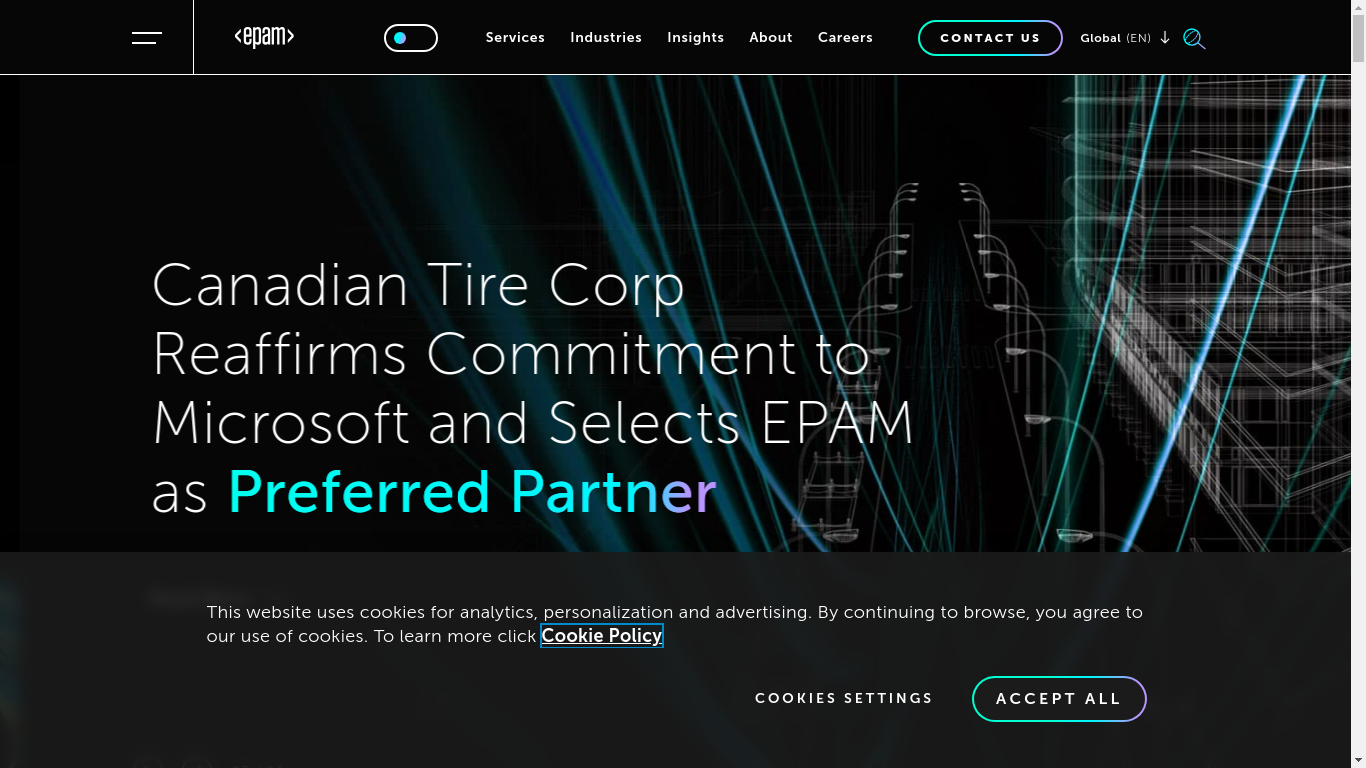 <epam>
Services
Industries
Insights
About
Careers
CONTACT US
Global (EN)
Canadian Tire Corp
Reaffirms Commitment to
Microsoft and Selects EPAM
as Preferred Partner
This website uses cookies for analytics, personalization and advertising. By continuing to browse, you agree to
our use of cookies. To learn more click Cookie Policy
COOKIES SETTINGS
ACCEPT ALL